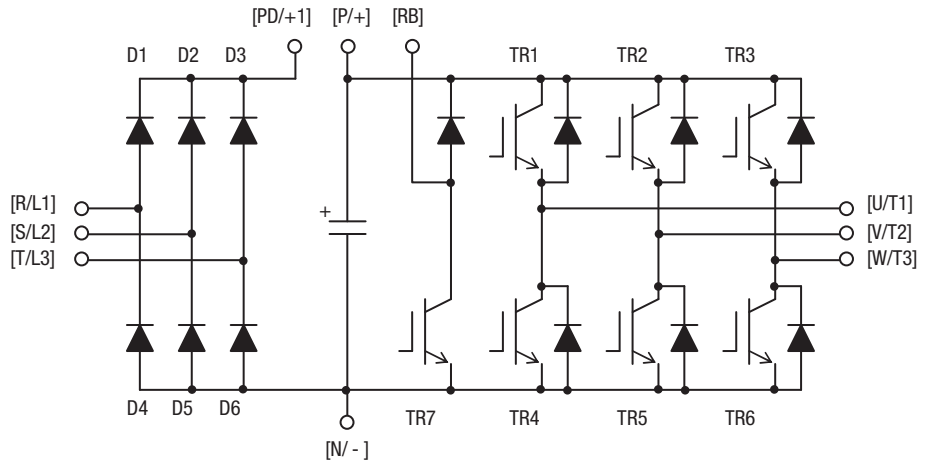 [PD/+1] [P/+] [RB]
D1 D2 D3 TR1 TR2 TR3
[R/L1] [U/T1]
+
[S/L2] [V/T2]
[T/L3] [W/T3]
D4 D5 D6 TR7 TR4 TR5 TR6
[N/ - ]